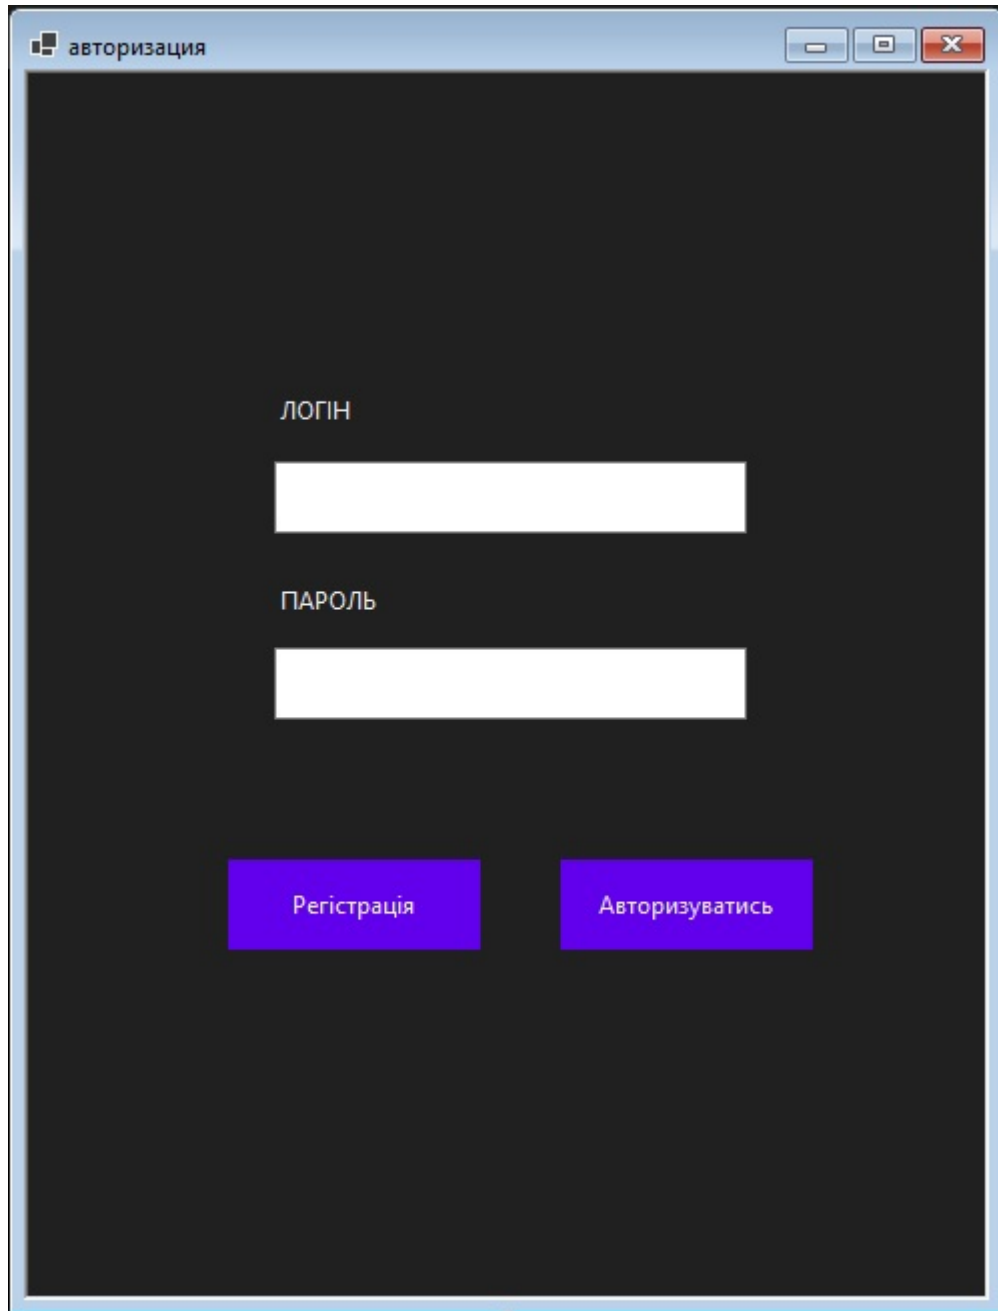 авторизация
ЛОГІН
ПАРОЛЬ
Регістрація
Авторизуватись